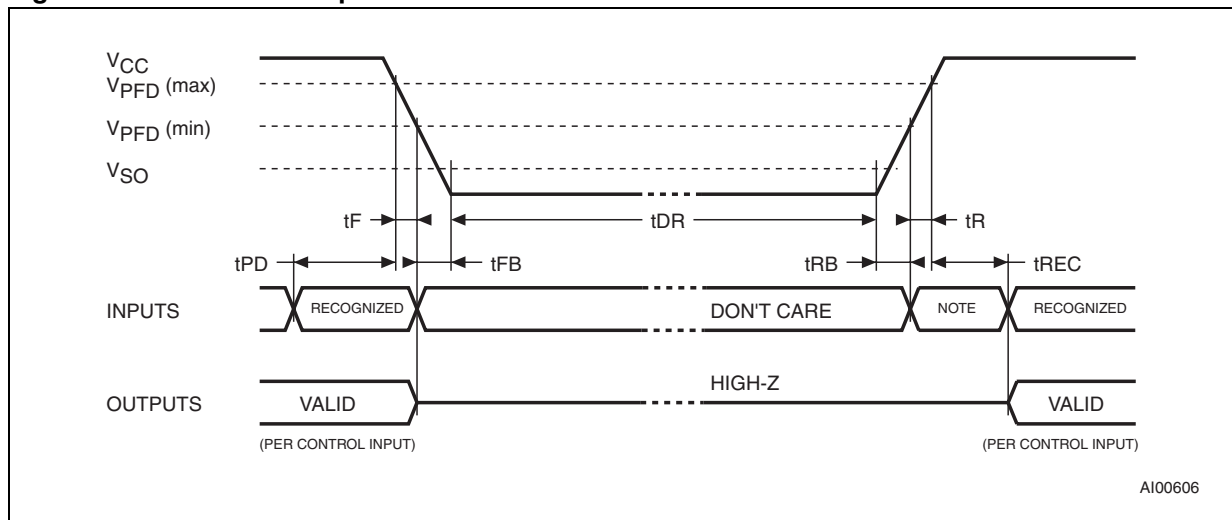 VCC
VPFD (max)
VPFD (min)
VSO
tF
tDR
tR
tPD
tFB
tRB
tREC
INPUTS
RECOGNIZED
DON'T CARE
NOTE
RECOGNIZED
HIGH-Z
OUTPUTS
VALID
VALID
(PER CONTROL INPUT)
(PER CONTROL INPUT)
AI00606